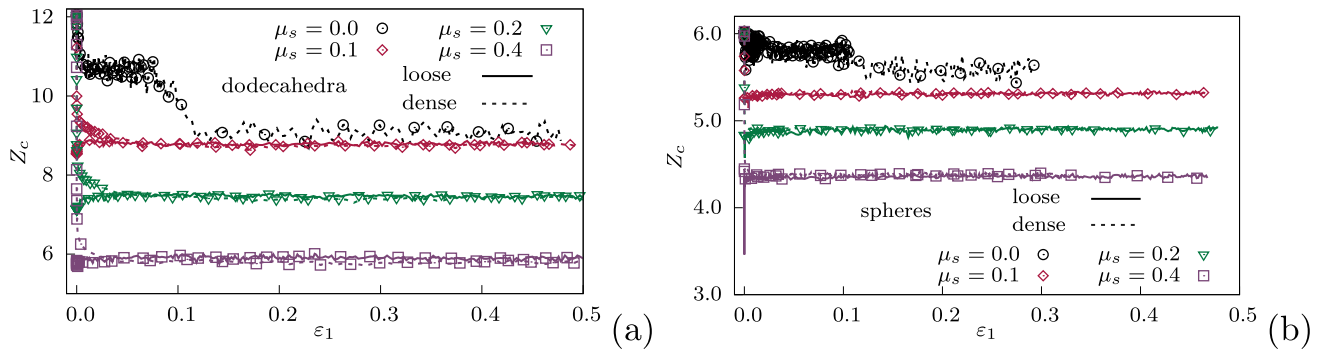 12
10
8
6
Z_c
μ_s = 0.0
μ_s = 0.1
μ_s = 0.2
μ_s = 0.4
dodecahedra
loose
dense
0.0 0.1 0.2 0.3 0.4 0.5
ε_1
(a)
6.0
5.0
4.0
3.0
Z_c
spheres
loose
dense
μ_s = 0.0
μ_s = 0.1
μ_s = 0.2
μ_s = 0.4
0.0 0.1 0.2 0.3 0.4 0.5
ε_1
(b)